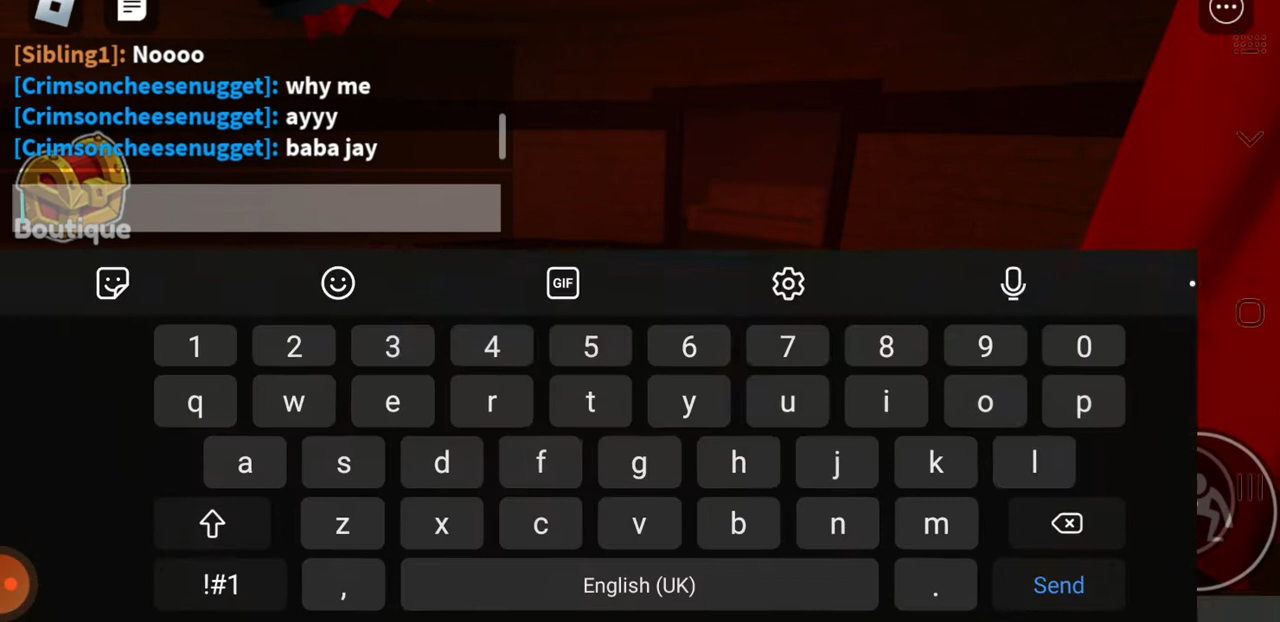 [Sibling1]: Noooo
[Crimsoncheesenugget]: why me
[Crimsoncheesenugget]: ayyy
[Crimsoncheesenugget]: baba jay
Boutique
GIF
1 2 3 4 5 6 7 8 9 0
q w e r t y u i o p
a s d f g h j k l
z x c v b n m
!#1 , English (UK) . Send